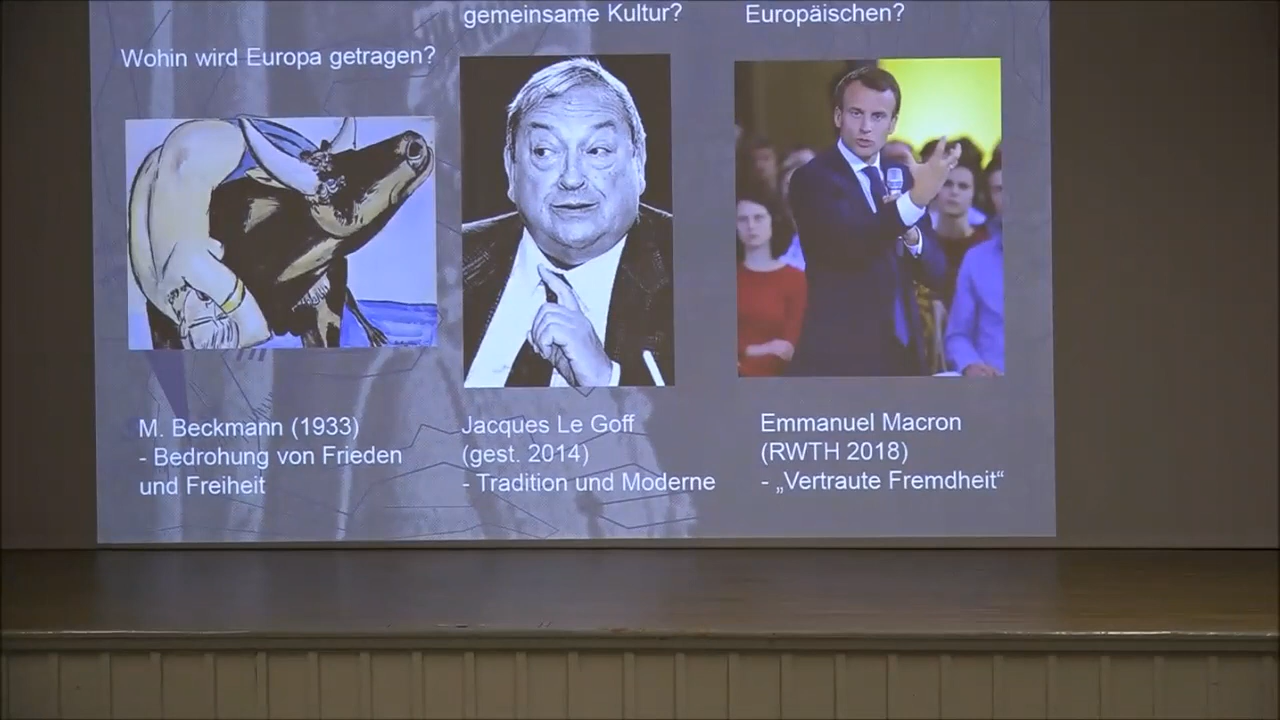 Wohin wird Europa getragen?
gemeinsame Kultur?
Europäischen?
M. Beckmann (1933)
- Bedrohung von Frieden
und Freiheit
Jacques Le Goff
(gest. 2014)
- Tradition und Moderne
Emmanuel Macron
(RWTH 2018)
- „Vertraute Fremdheit“